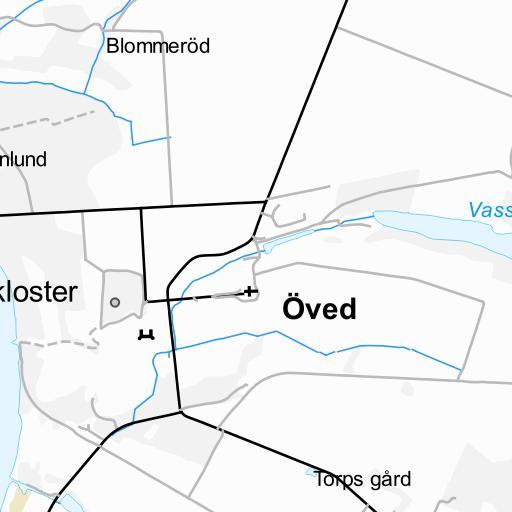 Blommeröd
nlund
Vass
kloster
Öved
Torps gård